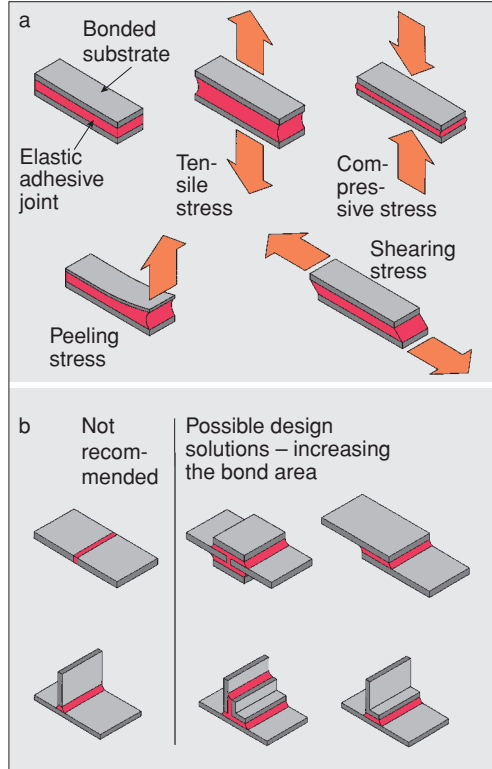 a
Bonded
substrate
Elastic
adhesive
joint
Ten-
sile
stress
Com-
pres-
sive stress
Peeling
stress
Shearing
stress
b
Not
recom-
mended
Possible design
solutions – increasing
the bond area